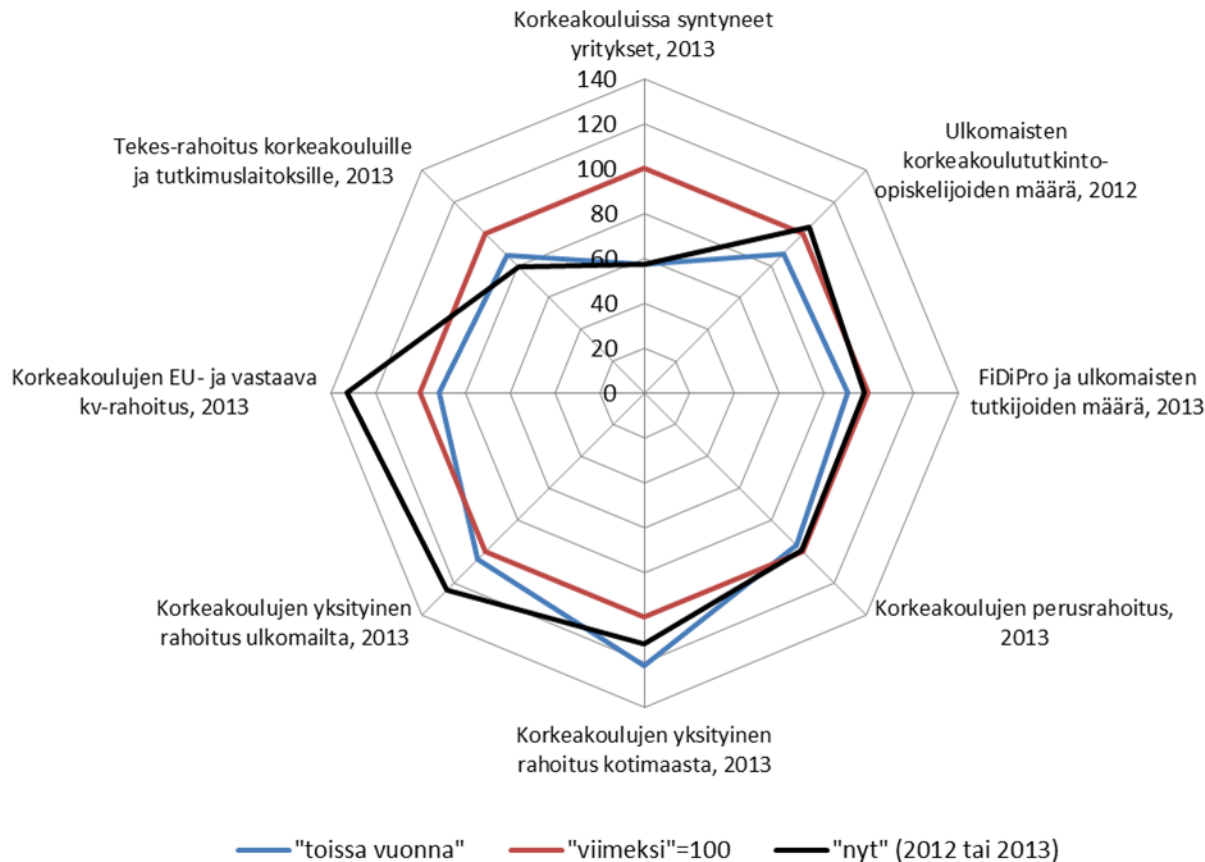 Korkeakouluissa syntyneet
yritykset, 2013
140
120
100
80
60
40
20
0
Ulkomaisten
korkeakoulututkinto-
opiskelijoiden määrä, 2012
FiDiPro ja ulkomaisten
tutkijoiden määrä, 2013
Korkeakoulujen perusrahoitus,
2013
Korkeakoulujen yksityinen
rahoitus kotimaasta, 2013
Korkeakoulujen yksityinen
rahoitus ulkomailta, 2013
Korkeakoulujen EU- ja vastaava
kv-rahoitus, 2013
Tekes-rahoitus korkeakouluille
ja tutkimuslaitoksille, 2013
"toissa vuonna" "viimeksi"=100 "nyt" (2012 tai 2013)